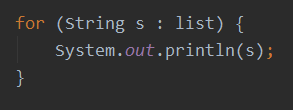 for (String s : list) {
    System.out.println(s);
}